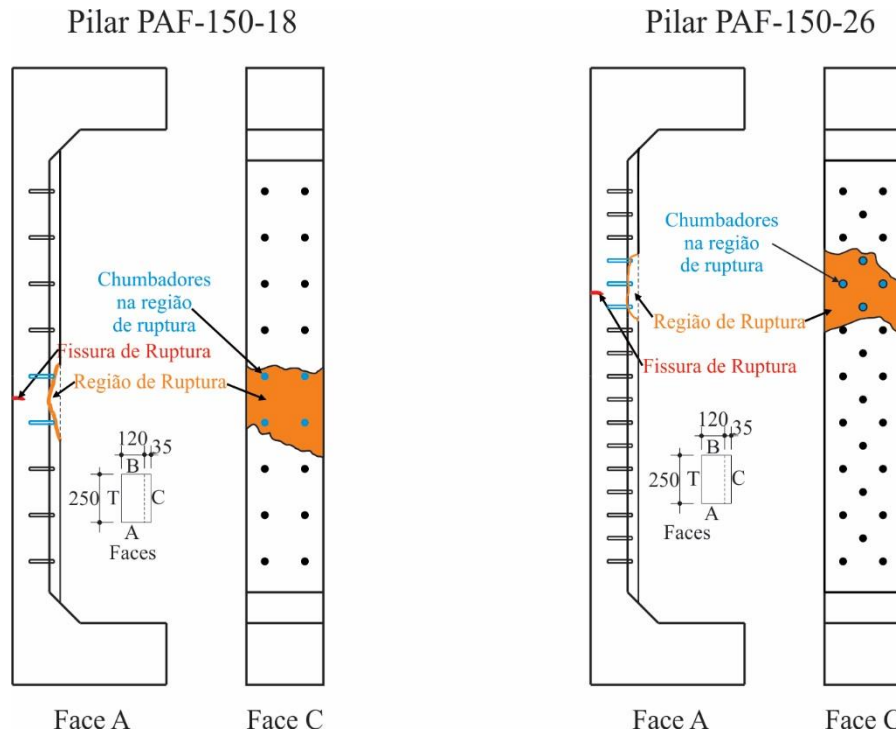 Pilar PAF-150-18
Chumbadores
na região
de ruptura
Fissura de Ruptura
Região de Ruptura
120
35
B
250
T
C
A
Faces
Face A
Face C
Pilar PAF-150-26
Chumbadores
na região
de ruptura
Região de Ruptura
Fissura de Ruptura
120
35
B
250
T
C
A
Faces
Face A
Face C